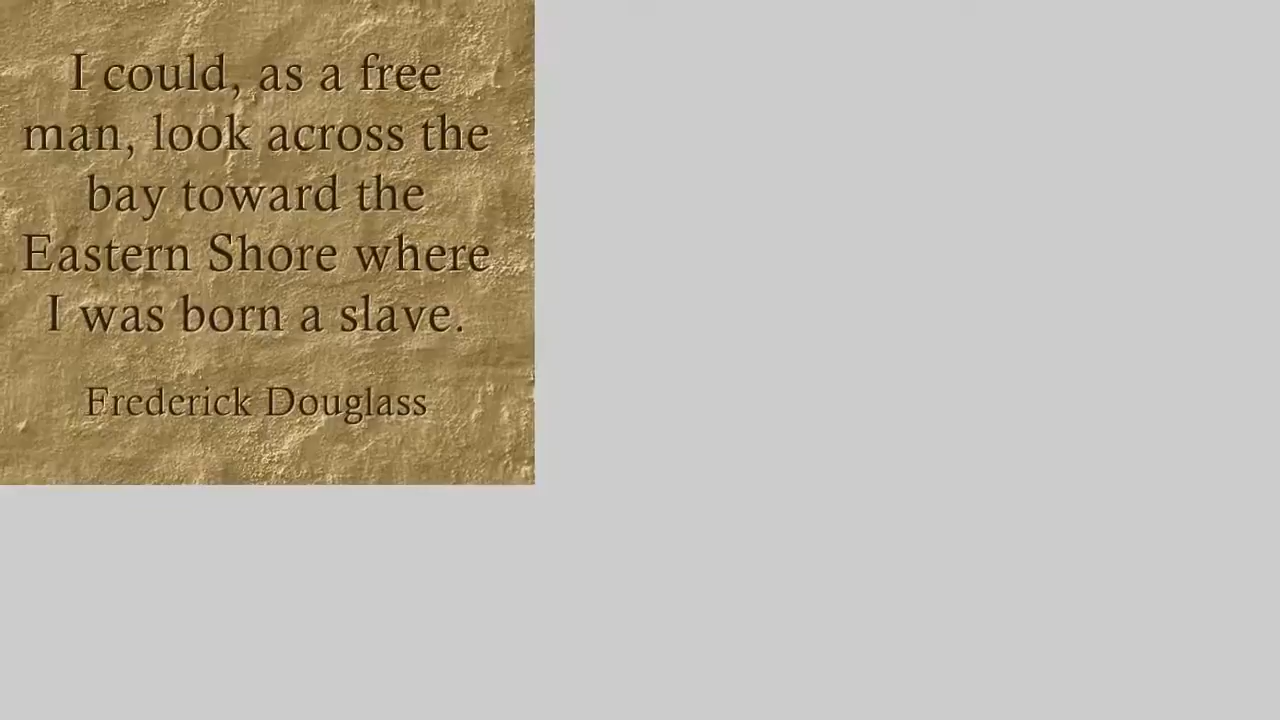 I could, as a free
man, look across the
bay toward the
Eastern Shore where
I was born a slave.
Frederick Douglass